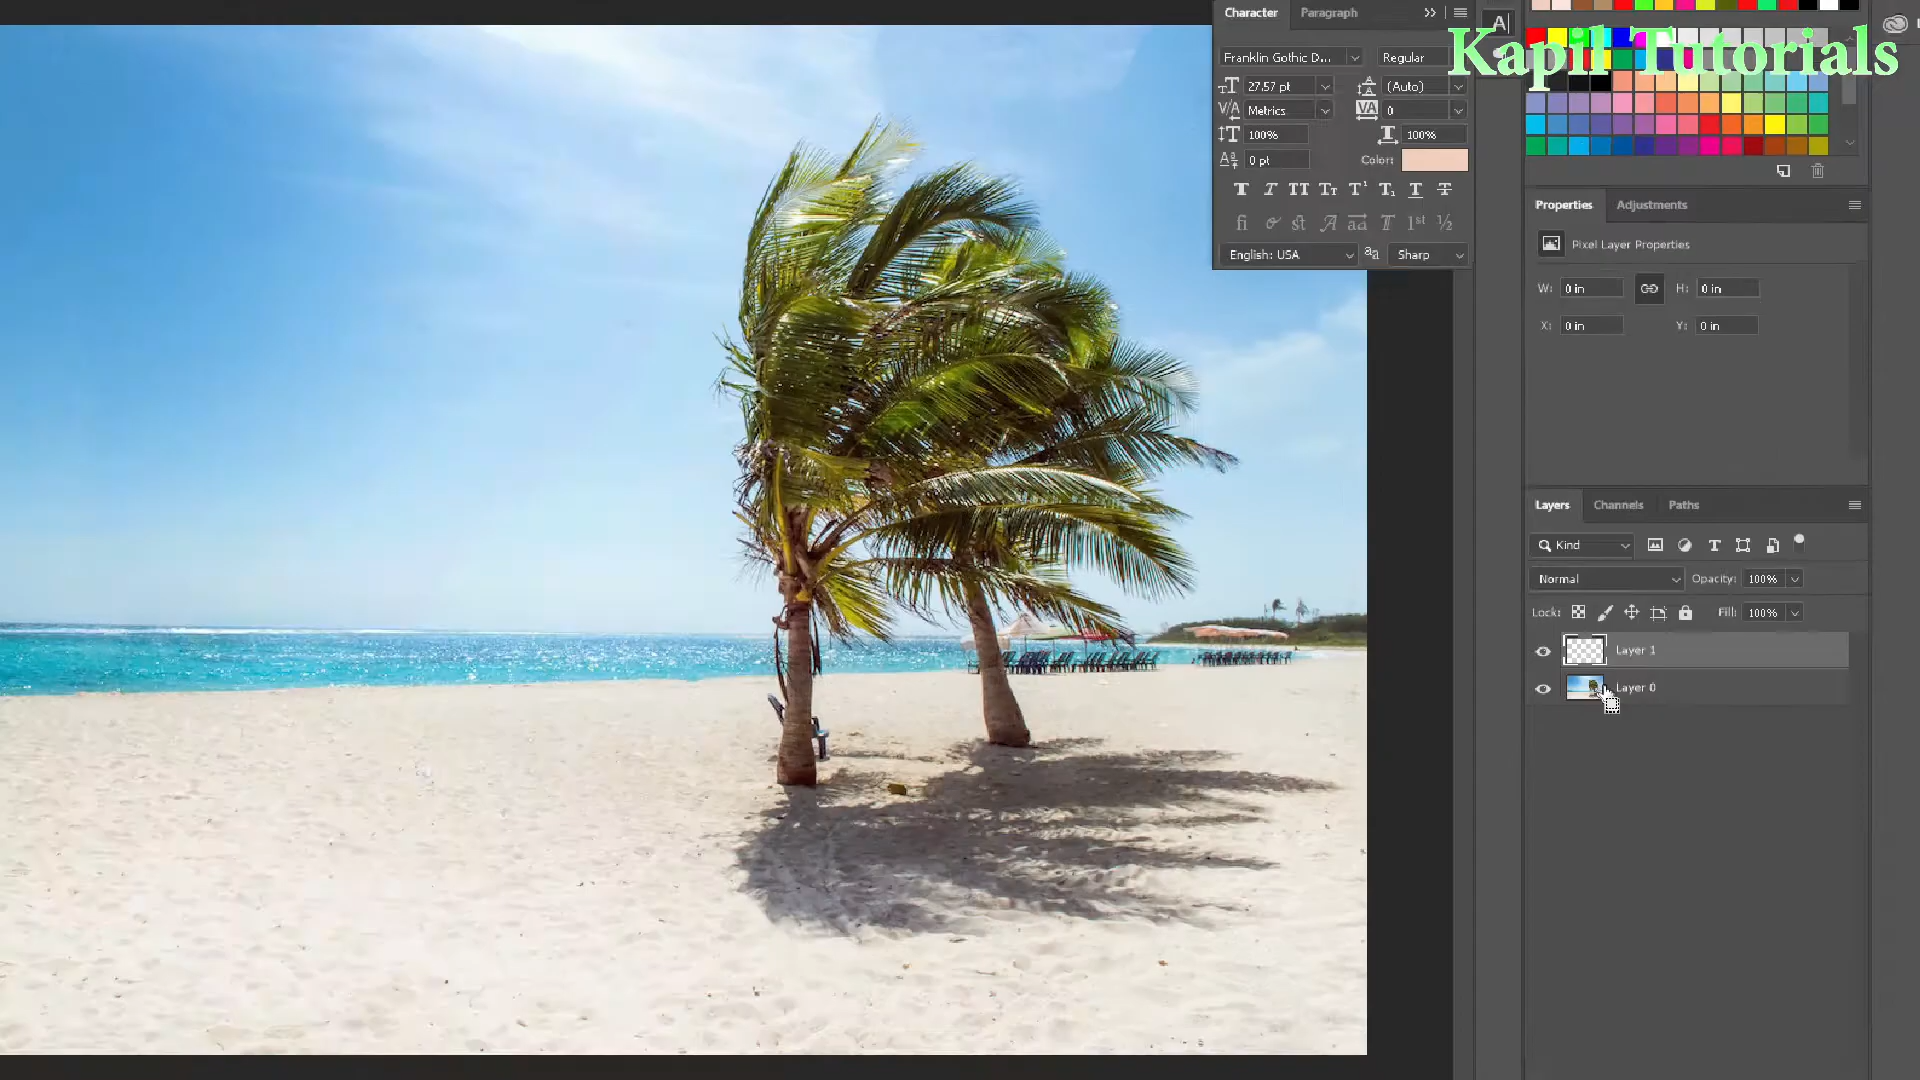 Character
Paragraph
Kapil Tutorials
Franklin Gothic D...
Regular
27.57 pt
(Auto)
Metrics
0
100%
100%
0 pt
Color:
English: USA
Sharp
Properties
Adjustments
Pixel Layer Properties
W: 0 in
H: 0 in
X: 0 in
Y: 0 in
Layers
Channels
Paths
Kind
Normal
Opacity: 100%
Lock:
Fill: 100%
Layer 1
Layer 0